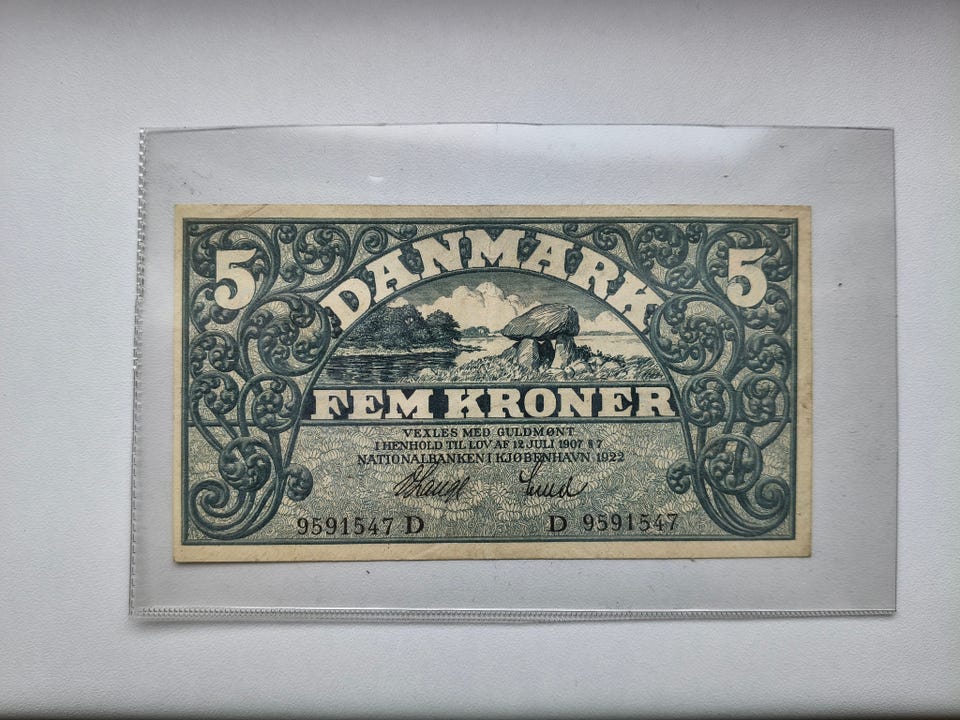 5 DANMARK 5
FEM KRONER
VEXLES MED GULDMØNT
I HENHOLD TIL LOV AF 12 JULI 1907 § 7
NATIONALBANKEN I KJØBENHAVN 1922
9591547 D D 9591547